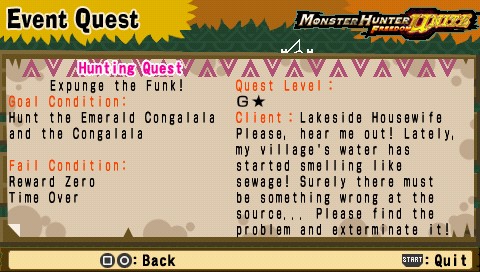 Event Quest
MONSTER HUNTER
FREEDOM UNITE
Hunting Quest
Expunge the Funk!
Goal Condition:
Hunt the Emerald Congalala
and the Congalala
Fail Condition:
Reward Zero
Time Over
Quest Level:
G★
Client: Lakeside Housewife
Please, hear me out! Lately,
my village's water has
started smelling like
sewage! Surely there must
be something wrong at the
source... Please find the
problem and exterminate it!
: Back
START: Quit